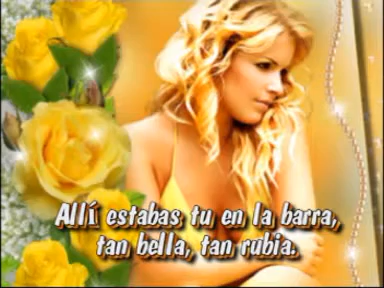 Allí estabas tu en la barra,
tan bella, tan rubia.